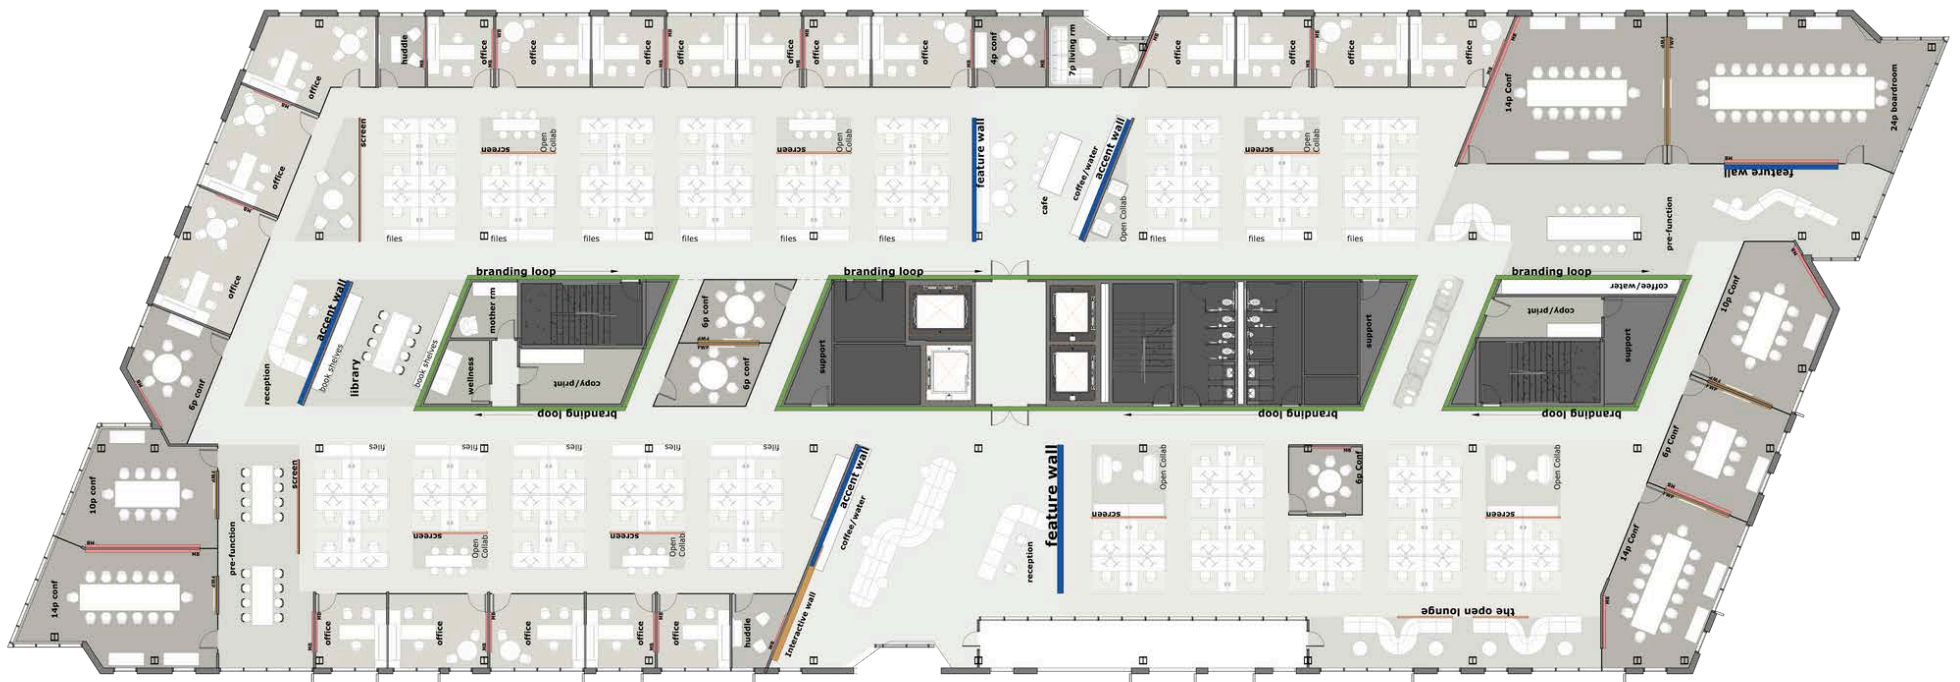 office
huddle
office
office
office
office
office
office
office
4p conf
7p living rm
office
office
office
office
14p Conf
24p boardroom
feature wall
office
office
screen
screen
Open
Collab
screen
Open
Collab
feature wall
cafe
coffee/water
accent wall
Open Collab
screen
Open
Collab
pre-function
files
files
files
files
files
files
files
files
files
files
branding loop
branding loop
branding loop
reception
accent wall
book shelves
library
book shelves
mother rm
wellness
copy/print
6p conf
6p conf
support
support
coffee/water
copy/print
support
10p Conf
6p conf
branding loop
branding loop
branding loop
6p Conf
10p conf
14p conf
pre-function
screen
files
files
files
files
files
screen
Open
Collab
screen
Open
Collab
accent wall
coffee/water
Interactive wall
reception
feature wall
Open Collab
screen
6p Conf
Open Collab
screen
14p Conf
the open lounge
office
office
office
office
office
huddle